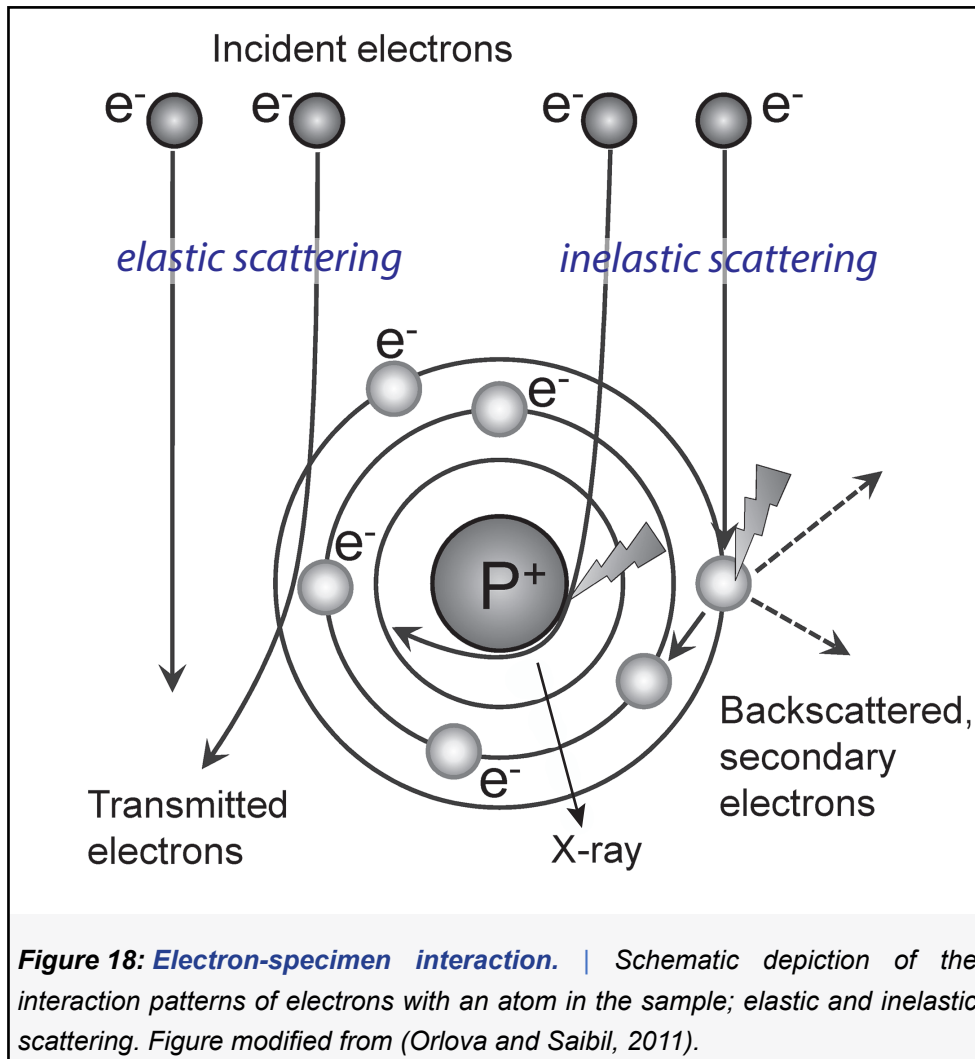 Incident electrons
e⁻ e⁻ e⁻ e⁻
elastic scattering inelastic scattering
e⁻
e⁻
e⁻
P⁺
e⁻
Backscattered,
secondary
electrons
Transmitted
electrons
X-ray
Figure 18: Electron-specimen interaction. | Schematic depiction of the
interaction patterns of electrons with an atom in the sample; elastic and inelastic
scattering. Figure modified from (Orlova and Saibil, 2011).